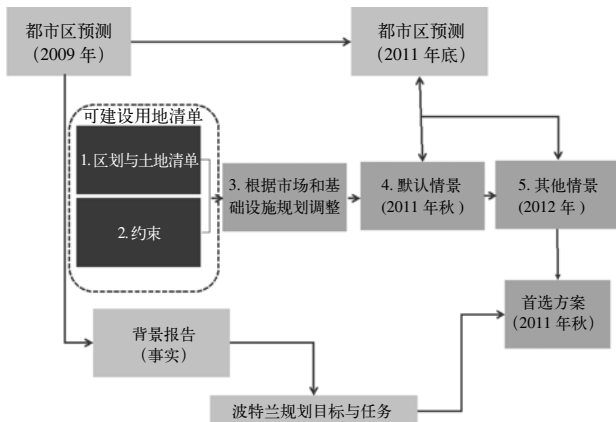 都市区预测
（2009 年）
都市区预测
（2011 年底）
可建设用地清单
1. 区划与土地清单
2. 约束
3. 根据市场和基
础设施规划调整
4. 默认情景
（2011 年秋）
5. 其他情景
（2012 年）
首选方案
（2011 年秋）
背景报告
（事实）
波特兰规划目标与任务